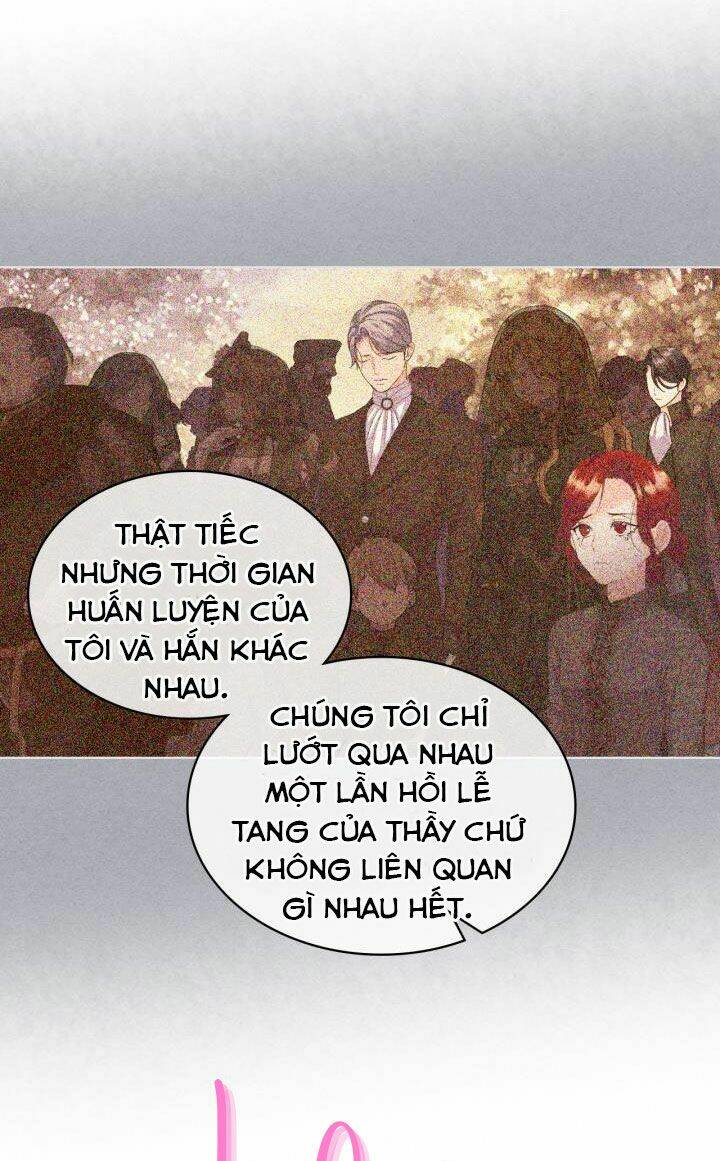 THẬT TIẾC
NHƯNG THỜI GIAN
HUẤN LUYỆN CỦA
TÔI VÀ HẮN KHÁC
NHAU.
CHÚNG TÔI CHỈ
LƯỚT QUA NHAU
MỘT LẦN HỒI LỄ
TANG CỦA THẦY CHỨ
KHÔNG LIÊN QUAN
GÌ NHAU HẾT.